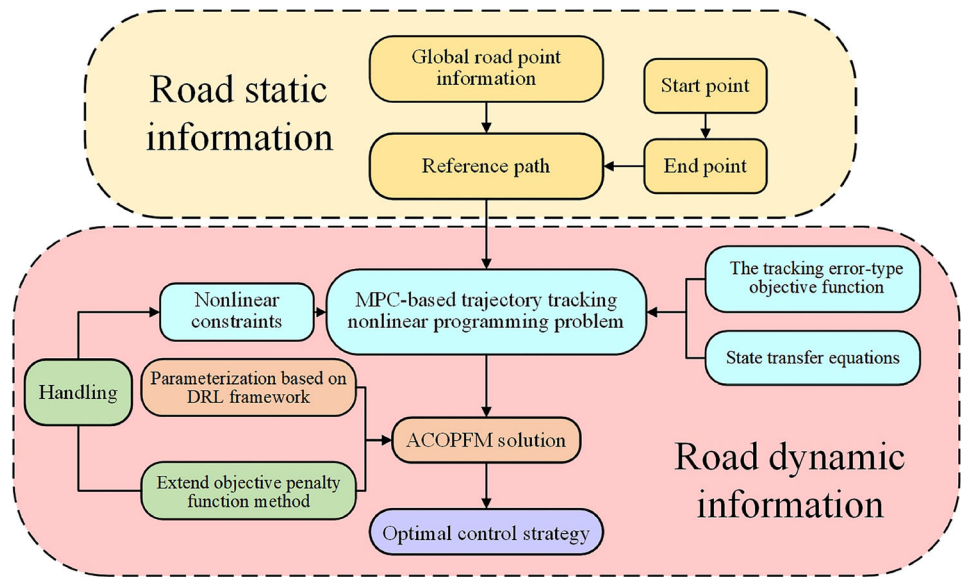 Road static
information
Global road point
information
Start point
Reference path
End point
MPC-based trajectory tracking
nonlinear programming problem
The tracking error-type
objective function
State transfer equations
Nonlinear
constraints
Handling
Parameterization based on
DRL framework
Extend objective penalty
function method
ACOPFM solution
Optimal control strategy
Road dynamic
information